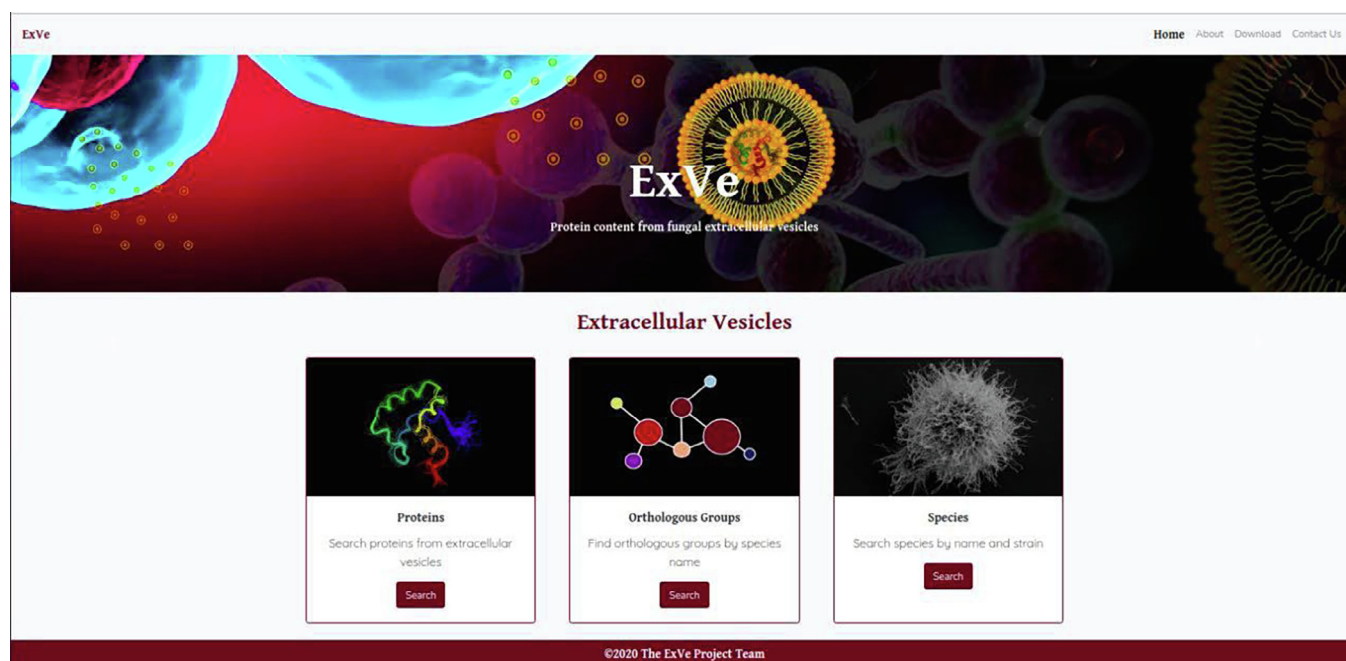 ExVe
Home About Download Contact Us
ExVe
Protein content from fungal extracellular vesicles
Extracellular Vesicles
Proteins
Search proteins from extracellular
vesicles
Search
Orthologous Groups
Find orthologous groups by species
name
Search
Species
Search species by name and strain
Search
©2020 The ExVe Project Team